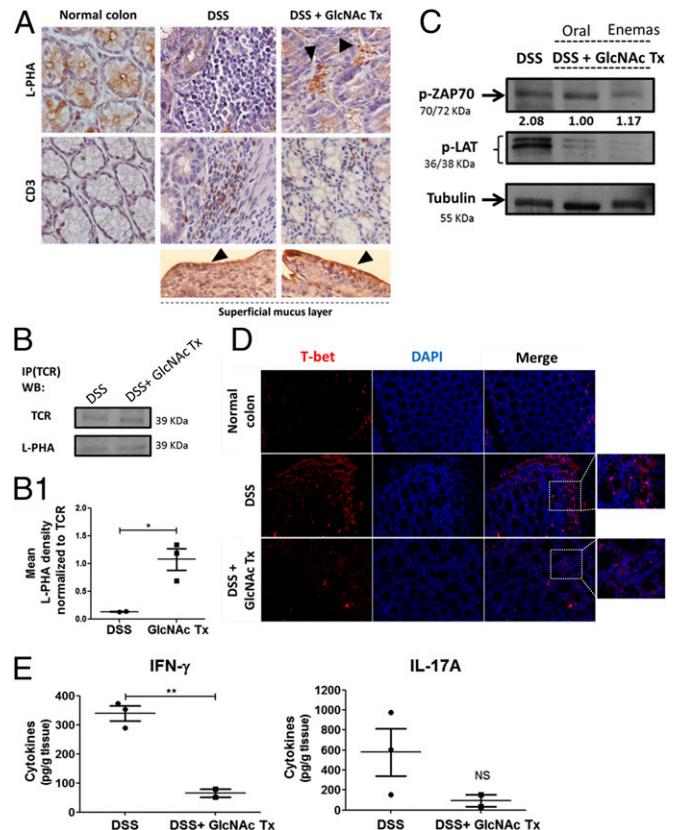 A
Normal colon
DSS
DSS + GlcNAc Tx
L-PHA
CD3
Superficial mucus layer
B
IP(TCR)
WB:
DSS
DSS+ GlcNAc Tx
TCR
39 KDa
L-PHA
39 KDa
B1
Mean
L-PHA density
normalized to TCR
2.0
1.5
1.0
0.5
0.0
*
DSS
GlcNAc Tx
C
Oral
Enemas
DSS
DSS + GlcNAc Tx
p-ZAP70
70/72 KDa
2.08
1.00
1.17
p-LAT
36/38 KDa
Tubulin
55 KDa
D
T-bet
DAPI
Merge
Normal
colon
DSS
DSS +
GlcNAc Tx
E
IFN-γ
Cytokines
(pg/g tissue)
400
300
200
100
0
**
DSS
DSS+ GlcNAc Tx
IL-17A
Cytokines
(pg/g tissue)
1200
1000
800
600
400
200
0
NS
DSS
DSS+ GlcNAc Tx